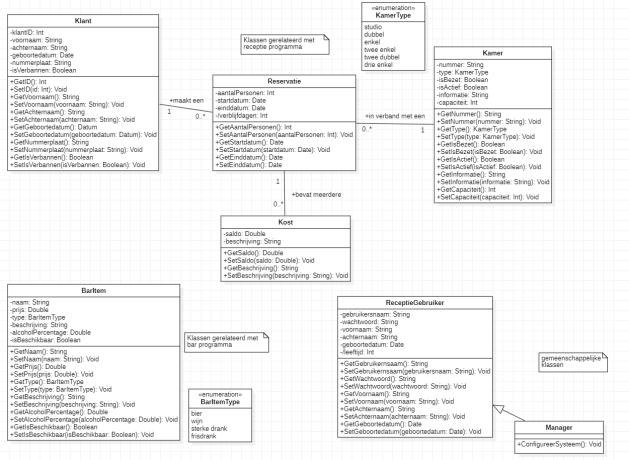 Klant
-klantID: Int
-voornaam: String
-achternaam: String
-geboortedatum: Date
-nummerplaat: String
-isVerbannen: Boolean
+GetID(): Int
+SetID(id: Int): Void
+GetVoornaam(): String
+SetVoornaam(voornaam: String): Void
+GetAchternaam(): String
+SetAchternaam(achternaam: String): Void
+GetGeboortedatum(): Datum
+SetGeboortedatum(geboortedatum: Datum): Void
+GetNummerplaat(): String
+SetNummerplaat(nummerplaat: String): Void
+GetIsVerbannen(): Boolean
+SetIsVerbannen(isVerbannen: Boolean): Void
+maakt een
1
0..*
Klassen gerelateerd met
receptie programma
Reservatie
-aantalPersonen: Int
-startdatum: Date
-einddatum: Date
-/verblijfdagen: Int
+GetAantalPersonen(): Int
+SetAantalPersonen(aantalPersonen: Int): Void
+GetStartdatum(): Date
+SetStartdatum(startdatum: Date): Void
+GetEinddatum(): Date
+SetEinddatum(): Date
«enumeration»
KamerType
studio
dubbel
enkel
twee enkel
twee dubbel
drie enkel
+in verband met een
0..*
1
Kamer
-nummer: String
-type: KamerType
-isBezet: Boolean
-isActief: Boolean
-informatie: String
-capaciteit: Int
+GetNummer(): String
+SetNummer(nummer: String): Void
+GetType(): KamerType
+SetType(type: KamerType): Void
+GetIsBezet(): Boolean
+SetIsBezet(isBezet: Boolean): Void
+GetIsActief(): Boolean
+SetIsActief(isActief: Boolean): Void
+GetInformatie(): String
+SetInformatie(informatie: String): Void
+GetCapaciteit(): Int
+SetCapaciteit(capaciteit: Int): Void
1
+bevat meerdere
0..*
Kost
-saldo: Double
-beschrijving: String
+GetSaldo(): Double
+SetSaldo(saldo: Double): Void
+GetBeschrijving(): String
+SetBeschrijving(beschrijving: String): Void
BarItem
-naam: String
-prijs: Double
-type: BarItemType
-beschrijving: String
-alcoholPercentage: Double
-isBeschikbaar: Boolean
+GetNaam(): String
+SetNaam(naam: String): Void
+GetPrijs(): Double
+SetPrijs(prijs: Double): Void
+GetType(): BarItemType
+SetType(type: BarItemType): Void
+GetBeschrijving(): String
+SetBeschrijving(beschrijving: String): Void
+GetAlcoholPercentage(): Double
+SetAlcoholPercentage(alcoholPercentage: Double): Void
+GetIsBeschikbaar(): Boolean
+SetIsBeschikbaar(isBeschikbaar: Boolean): Void
Klassen gerelateerd met
bar programma
«enumeration»
BarItemType
bier
wijn
sterke drank
frisdrank
ReceptieGebruiker
-gebruikersnaam: String
-wachtwoord: String
-voornaam: String
-achternaam: String
-geboortedatum: Date
-/leeftijd: Int
+GetGebruikernaam(): String
+SetGebruikernaam(gebruikersnaam: String): Void
+GetWachtwoord(): String
+SetWachtwoord(wachtwoord: String): Void
+GetVoornaam(): String
+SetVoornaam(voornaam: String): Void
+GetAchternaam(): String
+SetAchternaam(achternaam: String): Void
+GetGeboortedatum(): Date
+SetGeboortedatum(geboortedatum: Date): Void
gemeenschappelijke
klassen
Manager
+ConfigureerSysteem(): Void